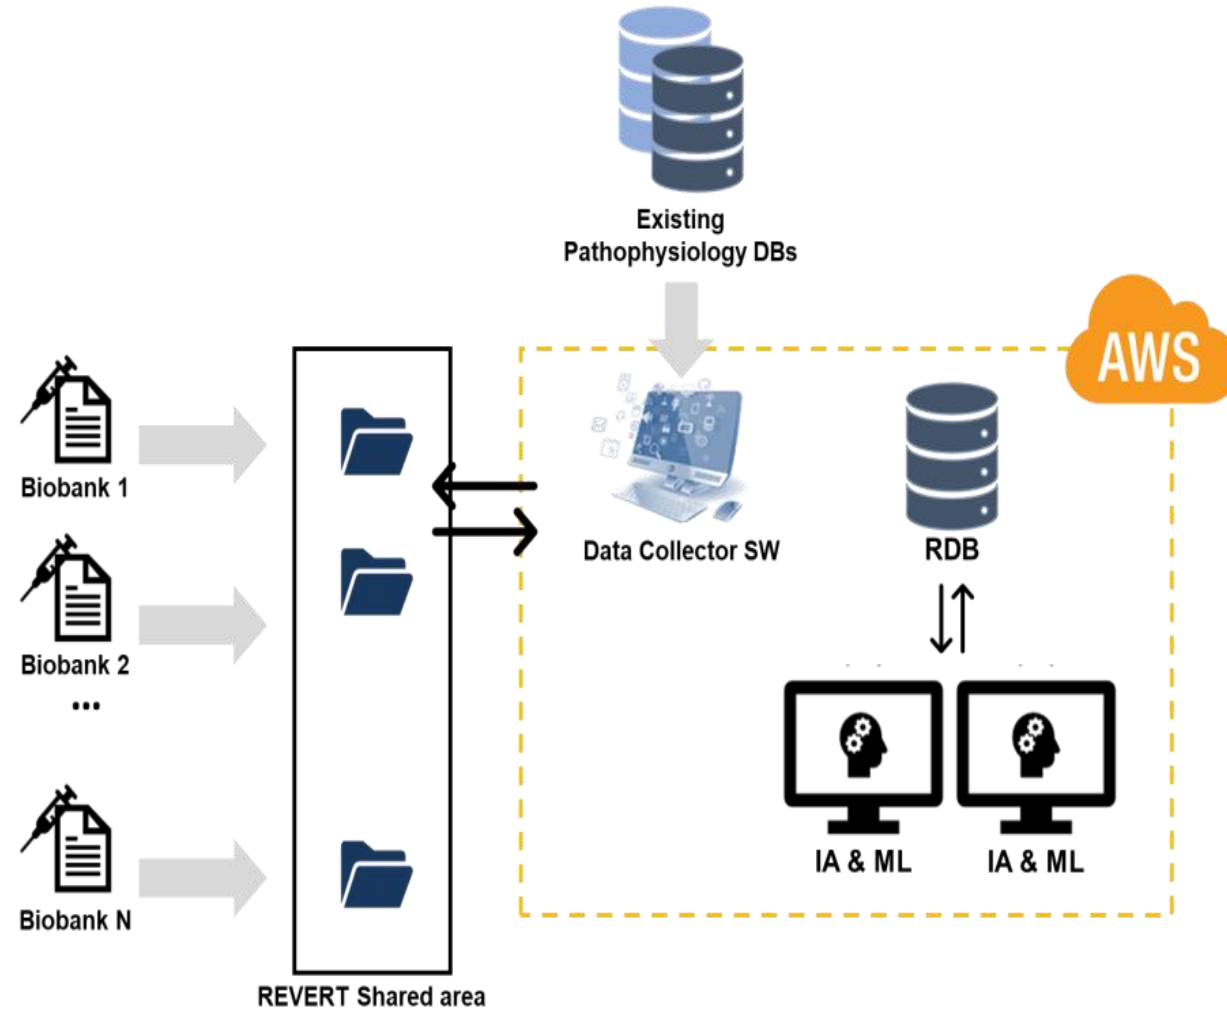 Existing
Pathophysiology DBs
AWS
Biobank 1
Data Collector SW
RDB
Biobank 2
...
IA & ML
IA & ML
Biobank N
REVERT Shared area